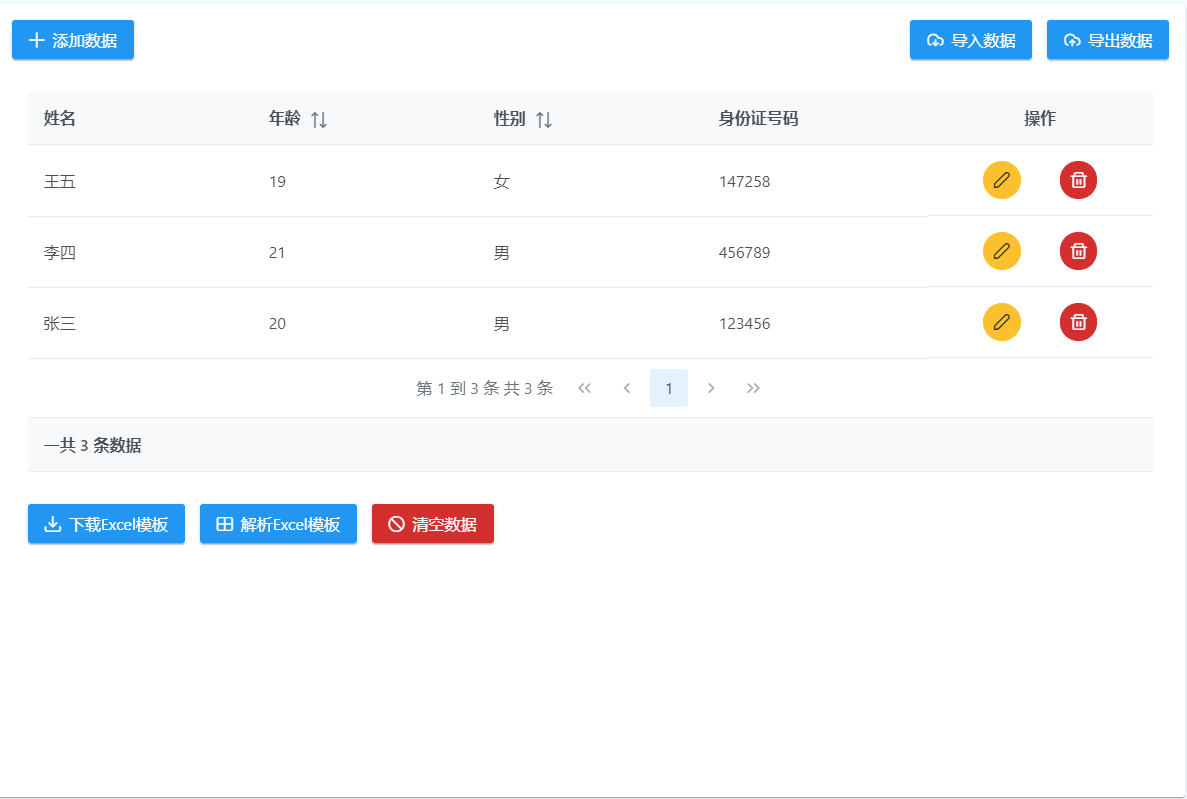 添加数据 导入数据 导出数据
姓名 年龄 性别 身份证号码 操作
王五 19 女 147258
李四 21 男 456789
张三 20 男 123456
第 1 到 3 条 共 3 条 1
一共 3 条数据
下载Excel模板 解析Excel模板 清空数据